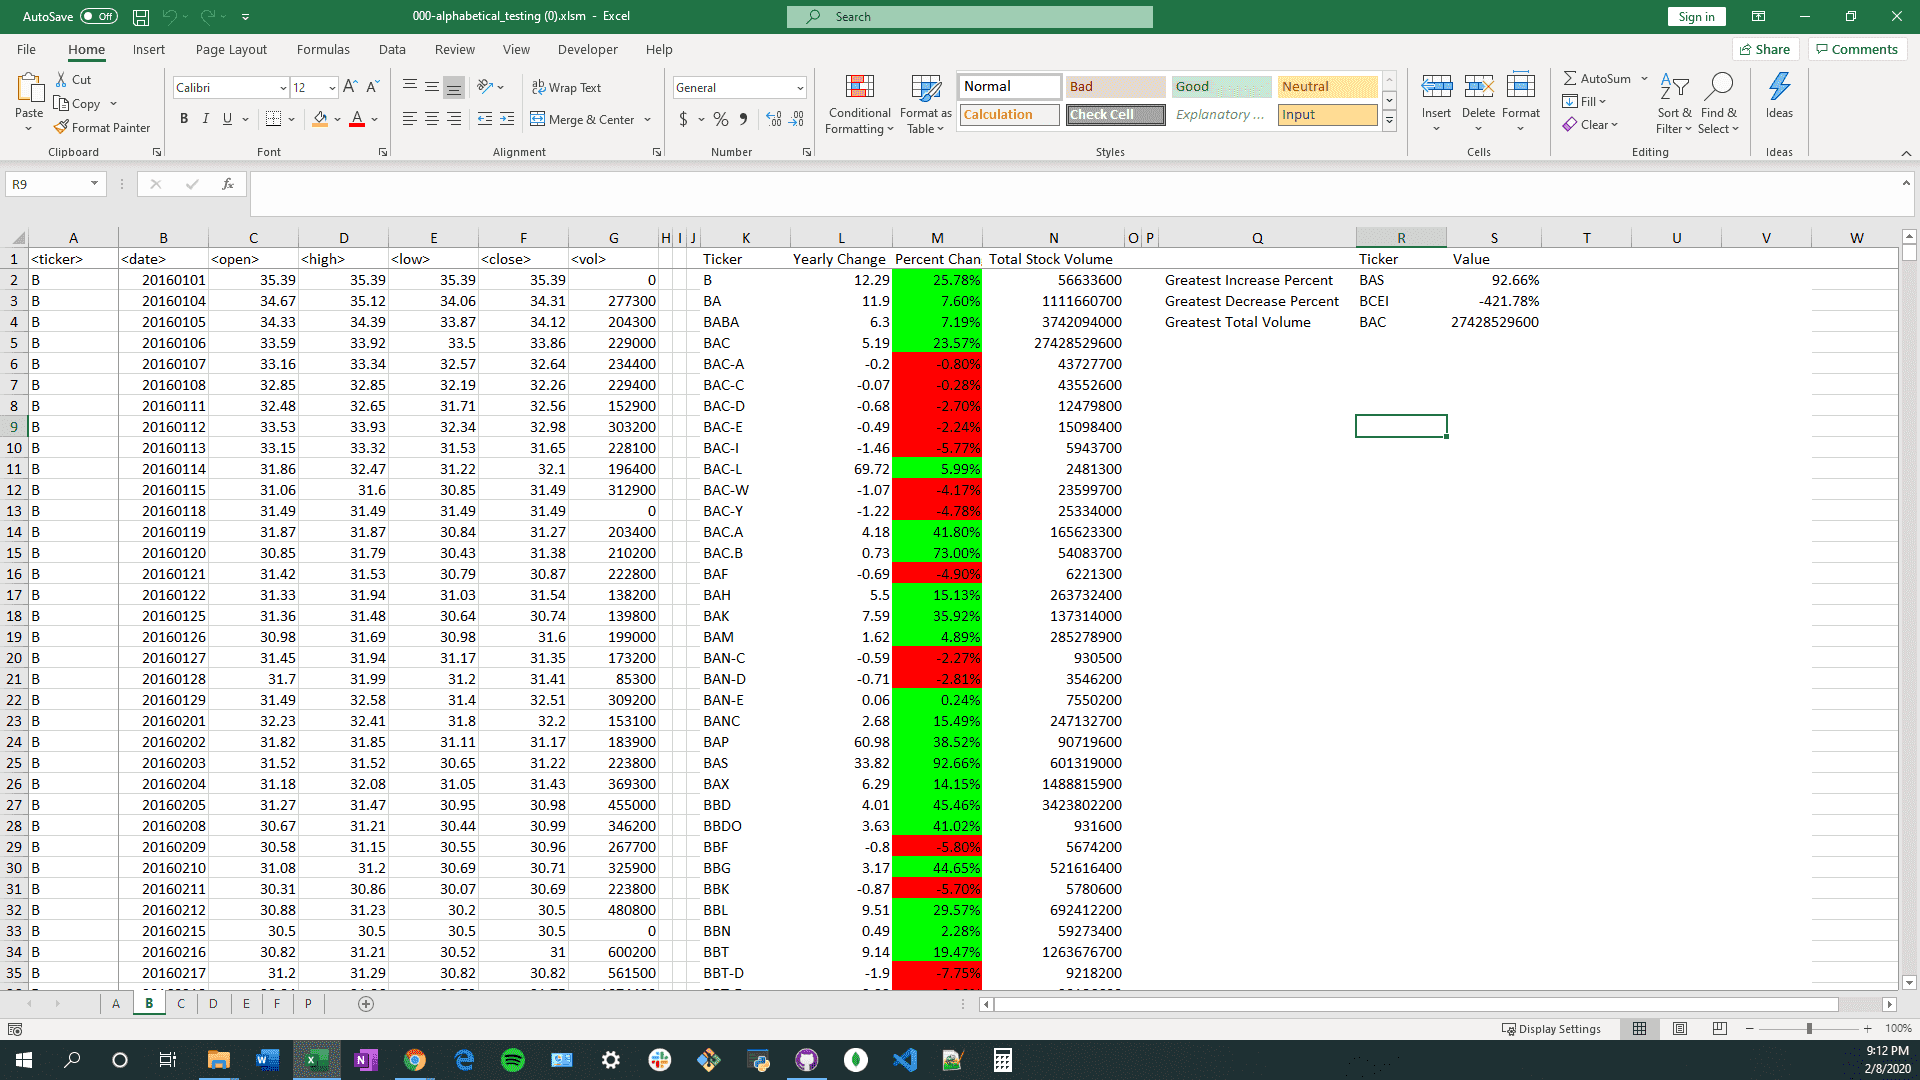 AutoSave Off 000-alphabetical_testing (0).xlsm - Excel Search Sign in
File Home Insert Page Layout Formulas Data Review View Developer Help Share Comments
Paste Cut Copy Format Painter Clipboard
Calibri 12 B I U A A A Font
Wrap Text Merge & Center Alignment
General $ % Number
Conditional Formatting Format as Table
Normal Bad Good Neutral
Calculation Check Cell Explanatory ... Input
Styles
Insert Delete Format Cells
AutoSum Fill Clear Sort & Filter Find & Select Editing
Ideas Ideas
R9 fx
A B C D E F G H I J K L M N O P Q R S T U V W
1 <ticker> <date> <open> <high> <low> <close> <vol> Ticker Yearly Change Percent Chan Total Stock Volume Ticker Value
2 B 20160101 35.39 35.39 35.39 35.39 0 B 12.29 25.78% 56633600 Greatest Increase Percent BAS 92.66%
3 B 20160104 34.67 35.12 34.06 34.31 277300 BA 11.9 7.60% 1111660700 Greatest Decrease Percent BCEI -421.78%
4 B 20160105 34.33 34.39 33.87 34.12 204300 BABA 6.3 7.19% 3742094000 Greatest Total Volume BAC 27428529600
5 B 20160106 33.59 33.92 33.5 33.86 229000 BAC 5.19 23.57% 27428529600
6 B 20160107 33.16 33.34 32.57 32.64 234400 BAC-A -0.2 -0.80% 43727700
7 B 20160108 32.85 32.85 32.19 32.26 229400 BAC-C -0.07 -0.28% 43552600
8 B 20160111 32.48 32.65 31.71 32.56 152900 BAC-D -0.68 -2.70% 12479800
9 B 20160112 33.53 33.93 32.34 32.98 303200 BAC-E -0.49 -2.24% 15098400
10 B 20160113 33.15 33.32 31.53 31.65 228100 BAC-I -1.46 -5.77% 5943700
11 B 20160114 31.86 32.47 31.22 32.1 196400 BAC-L 69.72 5.99% 2481300
12 B 20160115 31.06 31.6 30.85 31.49 312900 BAC-W -1.07 -4.17% 23599700
13 B 20160118 31.49 31.49 31.49 31.49 0 BAC-Y -1.22 -4.78% 25334000
14 B 20160119 31.87 31.87 30.84 31.27 203400 BAC.A 4.18 41.80% 165623300
15 B 20160120 30.85 31.79 30.43 31.38 210200 BAC.B 0.73 73.00% 54083700
16 B 20160121 31.42 31.53 30.79 30.87 222800 BAF -0.69 -4.90% 6221300
17 B 20160122 31.33 31.94 31.03 31.54 138200 BAH 5.5 15.13% 263732400
18 B 20160125 31.36 31.48 30.64 30.74 139800 BAK 7.59 35.92% 137314000
19 B 20160126 30.98 31.69 30.98 31.6 199000 BAM 1.62 4.89% 285278900
20 B 20160127 31.45 31.94 31.17 31.35 173200 BAN-C -0.59 -2.27% 930500
21 B 20160128 31.7 31.99 31.2 31.41 85300 BAN-D -0.71 -2.81% 3546200
22 B 20160129 31.49 32.58 31.4 32.51 309200 BAN-E 0.06 0.24% 7550200
23 B 20160201 32.23 32.41 31.8 32.2 153100 BANC 2.68 15.49% 247132700
24 B 20160202 31.82 31.85 31.11 31.17 183900 BAP 60.98 38.52% 90719600
25 B 20160203 31.52 31.52 30.65 31.22 223800 BAS 33.82 92.66% 601319000
26 B 20160204 31.18 32.08 31.05 31.43 369300 BAX 6.29 14.15% 1488815900
27 B 20160205 31.27 31.47 30.95 30.98 455000 BBD 4.01 45.46% 3423802200
28 B 20160208 30.67 31.21 30.44 30.99 346200 BBDO 3.63 41.02% 931600
29 B 20160209 30.58 31.15 30.55 30.96 267700 BBF -0.8 -5.80% 5674200
30 B 20160210 31.08 31.2 30.69 30.71 325900 BBG 3.17 44.65% 521616400
31 B 20160211 30.31 30.86 30.07 30.69 223800 BBK -0.87 -5.70% 5780600
32 B 20160212 30.88 31.23 30.2 30.5 480800 BBL 9.51 29.57% 692412200
33 B 20160215 30.5 30.5 30.5 30.5 0 BBN 0.49 2.28% 59273400
34 B 20160216 30.82 31.21 30.52 31 600200 BBT 9.14 19.47% 1263676700
35 B 20160217 31.2 31.29 30.82 30.82 561500 BBT-D -1.9 -7.75% 9218200
A B C D E F P
Display Settings 100%
9:12 PM
2/8/2020